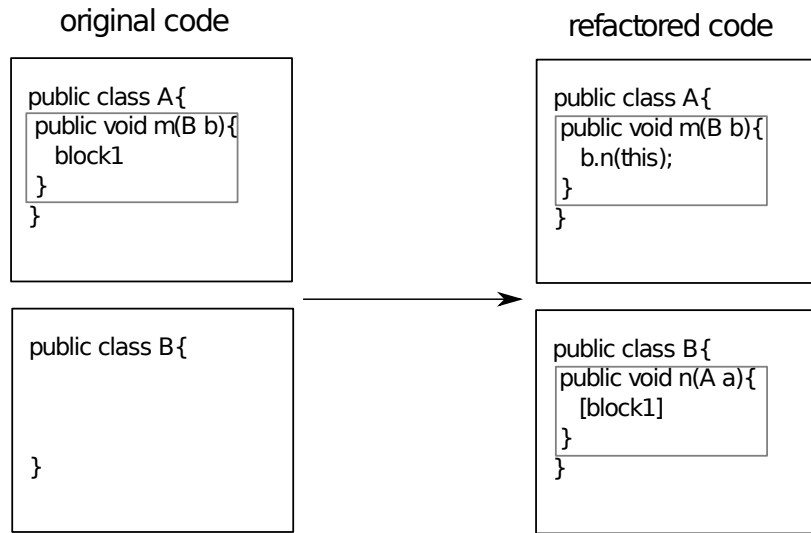 original code
public class A{
public void m(B b){
block1
}
}
public class B{
}
refactored code
public class A{
public void m(B b){
b.n(this);
}
}
public class B{
public void n(A a){
[block1]
}
}